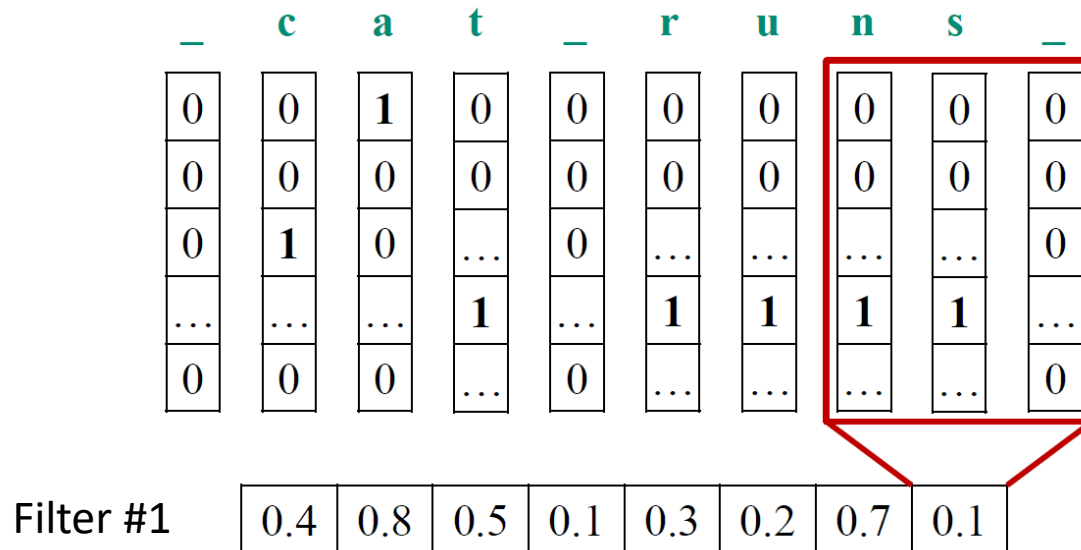 _ c a t _ r u n s _
0 0 1 0 0 0 0 0 0 0
0 0 0 0 0 0 0 0 0 0
0 1 0 ... 0 ... ... ... ... 0
... ... ... 1 ... 1 1 1 1 ...
0 0 0 ... 0 ... ... ... ... 0
Filter #1 0.4 0.8 0.5 0.1 0.3 0.2 0.7 0.1